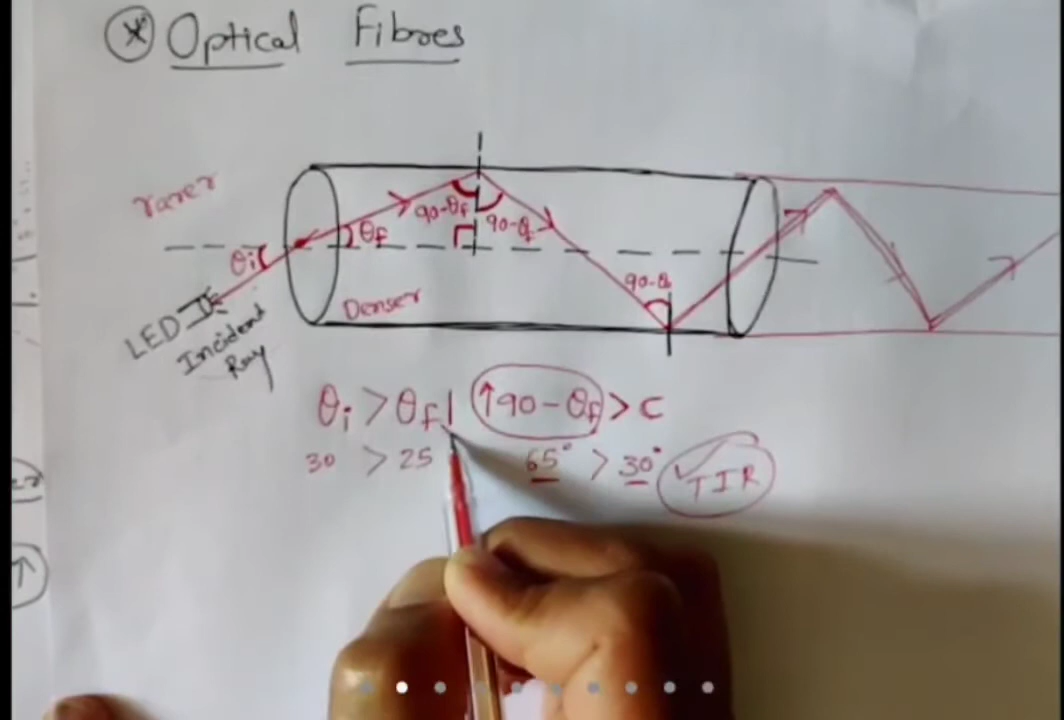 * Optical Fibres
rarer
θi
θf
90-θf
90-θf
90-θ
Denser
LED
Incident
Ray
θi > θf↓ ↑90-θf > C
30 > 25 65° > 30° ✓TIR